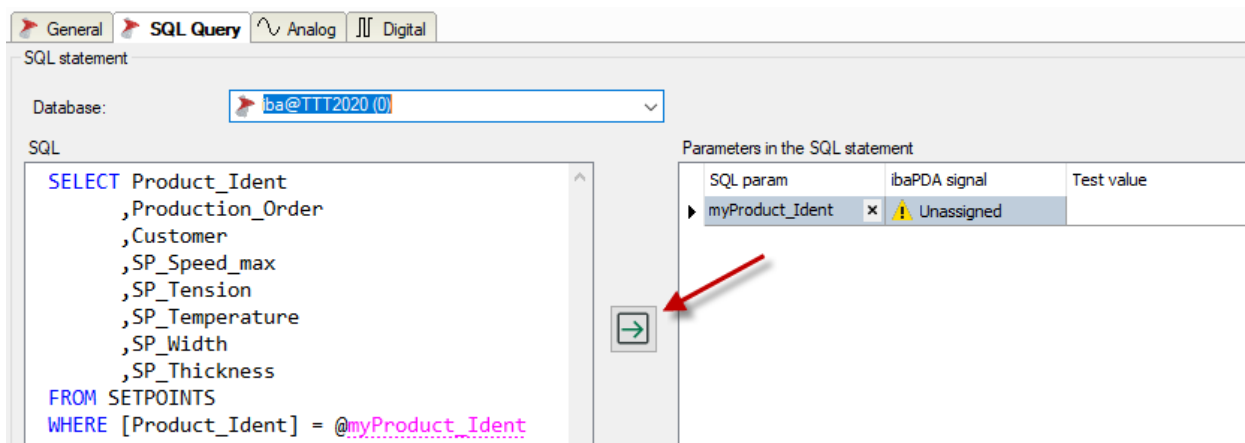 General SQL Query Analog Digital
SQL statement
Database: iba@TTT2020 (0)
SQL
SELECT Product_Ident
,Production_Order
,Customer
,SP_Speed_max
,SP_Tension
,SP_Temperature
,SP_Width
,SP_Thickness
FROM SETPOINTS
WHERE [Product_Ident] = @myProduct_Ident
Parameters in the SQL statement
SQL param ibaPDA signal Test value
myProduct_Ident Unassigned